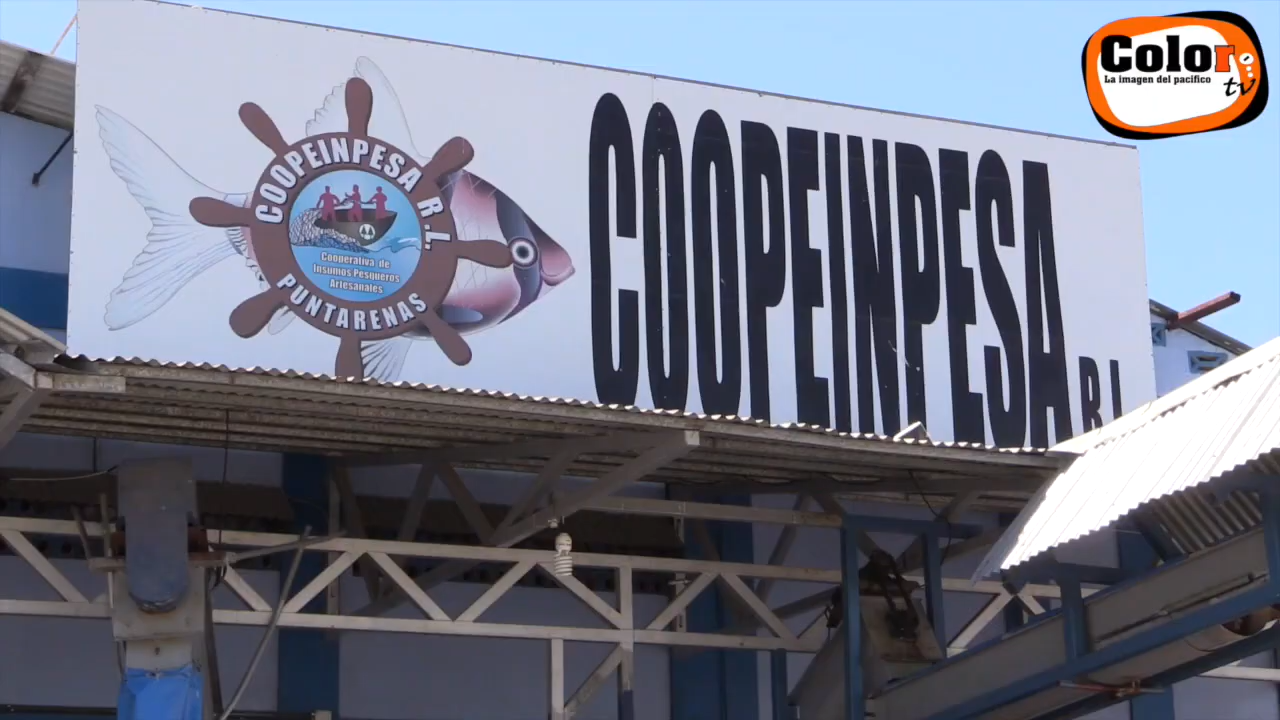 Color
La imagen del pacifico
tv
COOPEINPESA R.L.
COOPEINPESA R.L.
Cooperativa de
Insumos Pesqueros
Artesanales
PUNTARENAS